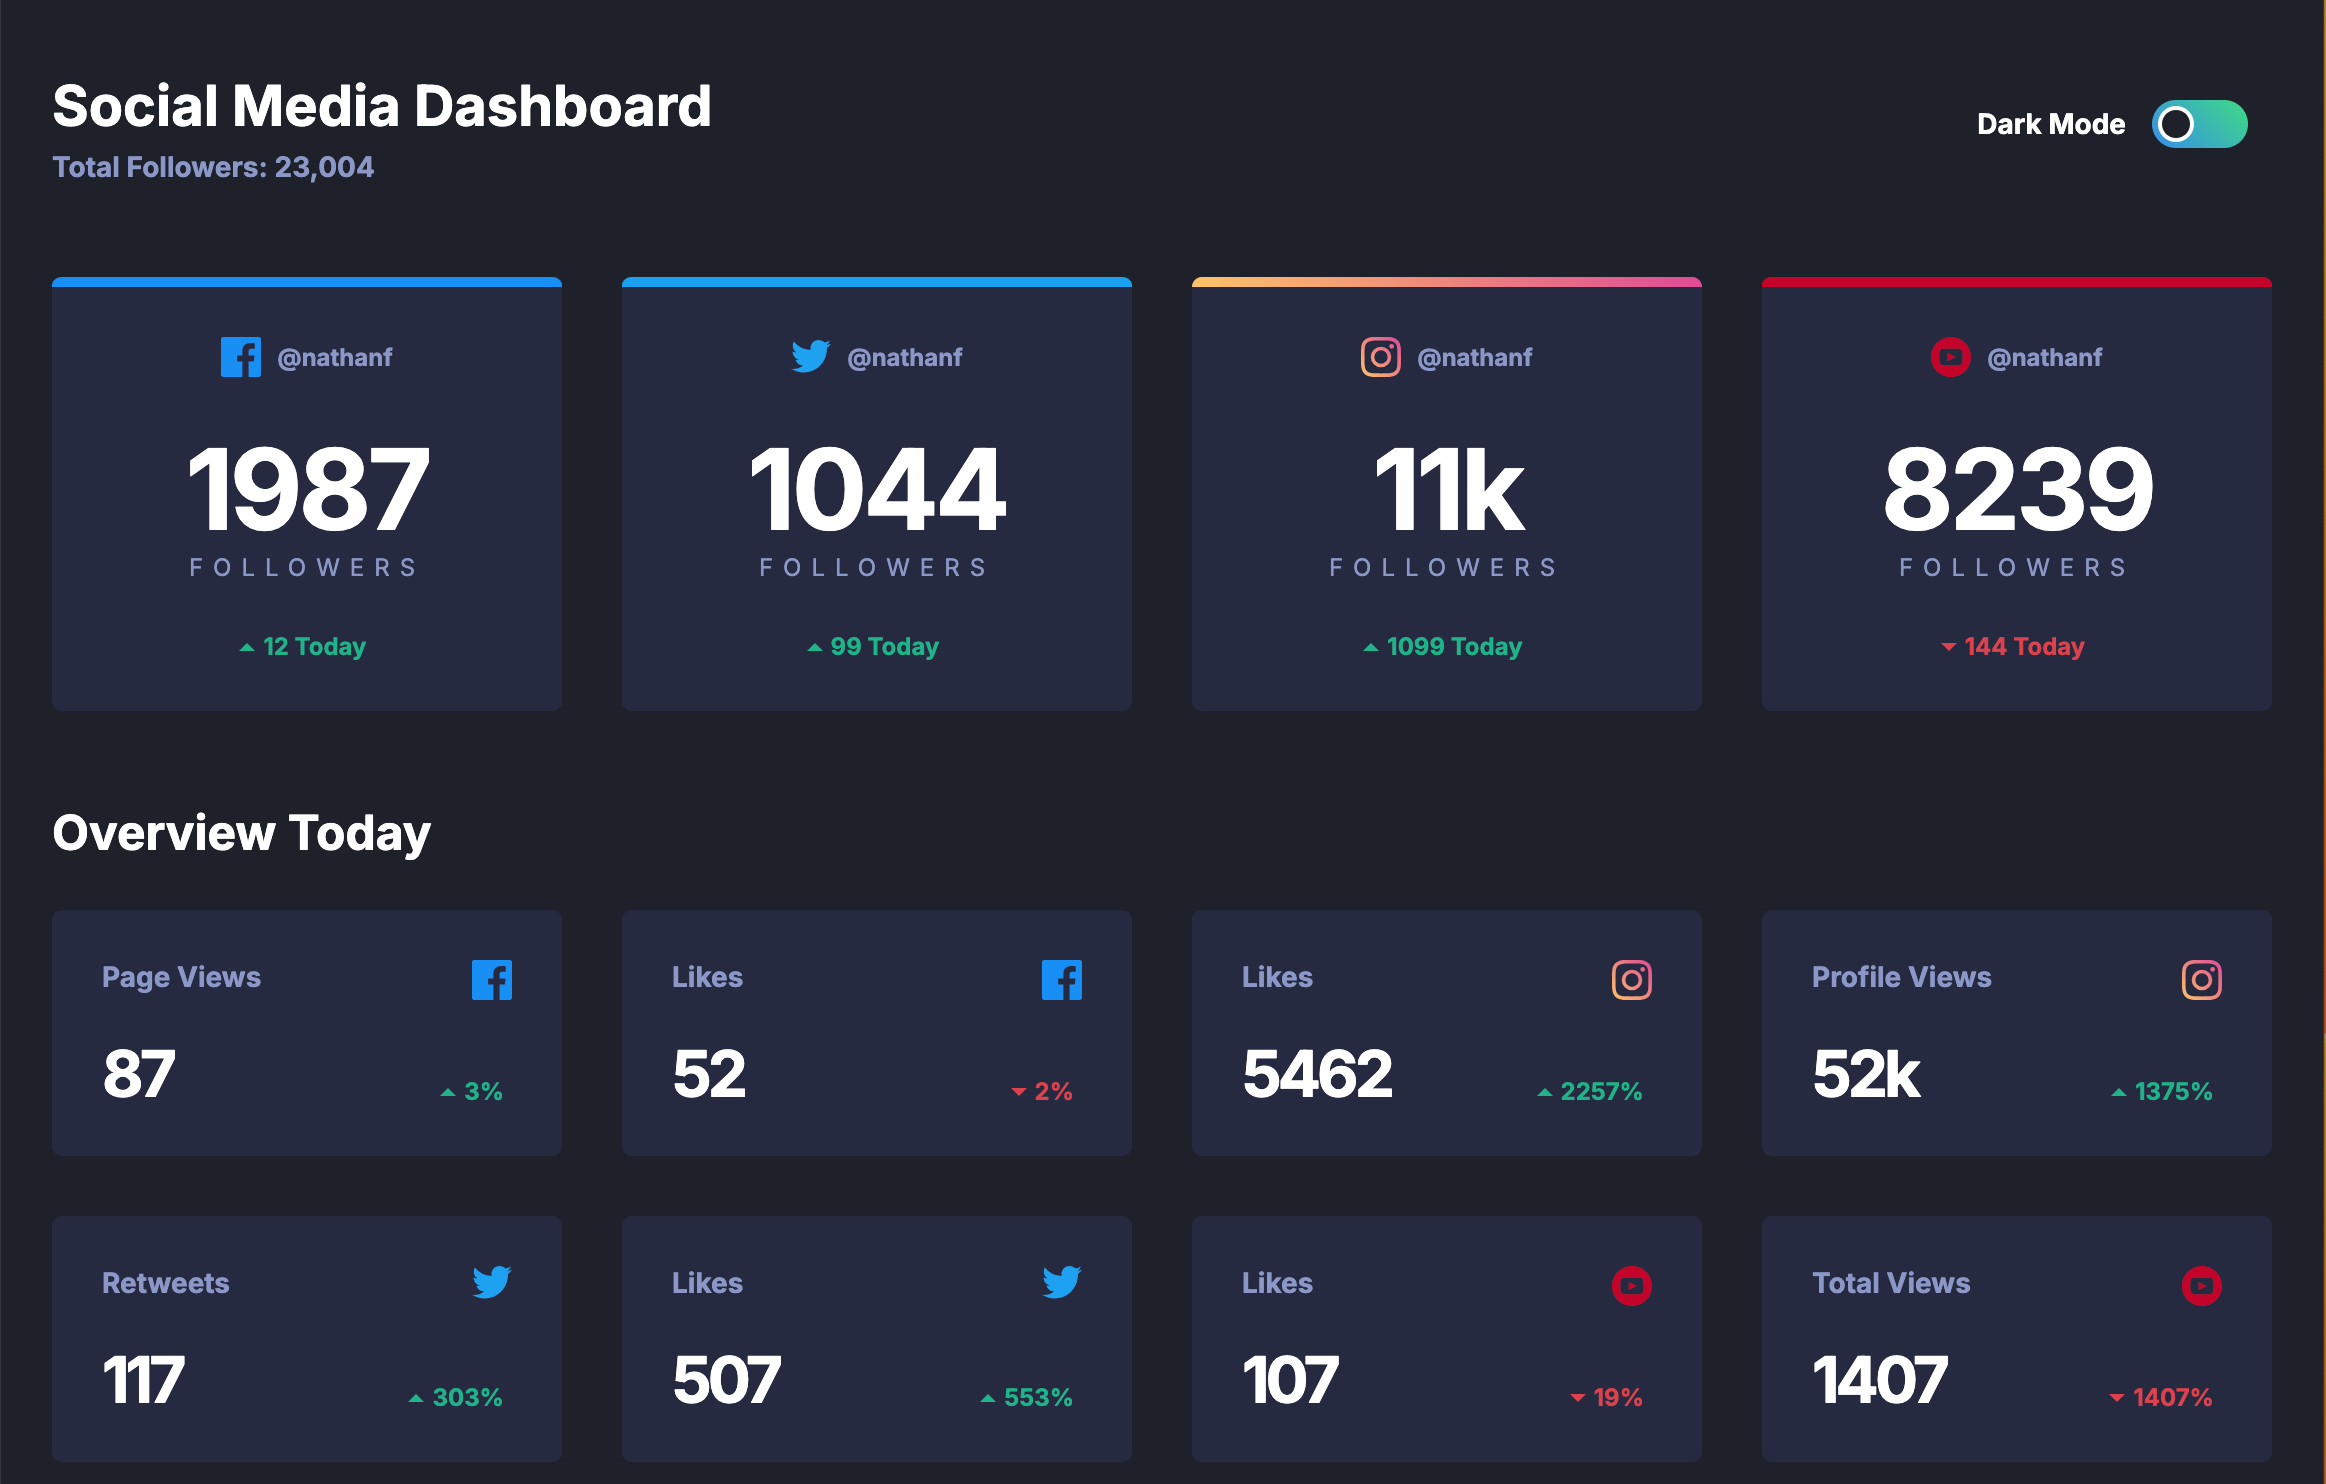 Social Media Dashboard
Total Followers: 23,004
Dark Mode
@nathanf
1987
FOLLOWERS
12 Today
@nathanf
1044
FOLLOWERS
99 Today
@nathanf
11k
FOLLOWERS
1099 Today
@nathanf
8239
FOLLOWERS
144 Today
Overview Today
Page Views
87
3%
Likes
52
2%
Likes
5462
2257%
Profile Views
52k
1375%
Retweets
117
303%
Likes
507
553%
Likes
107
19%
Total Views
1407
1407%